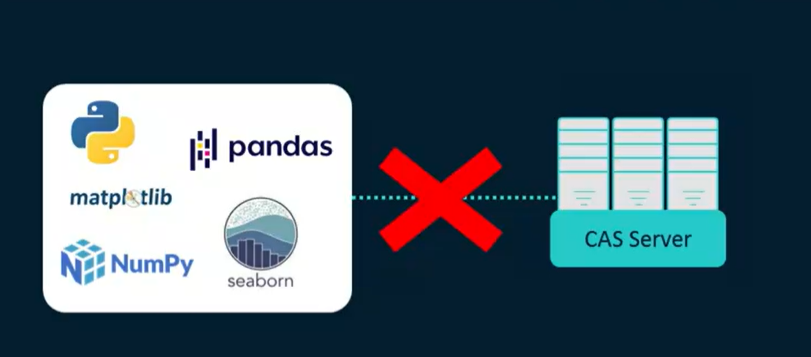 pandas
matplotlib
NumPy
seaborn
CAS Server